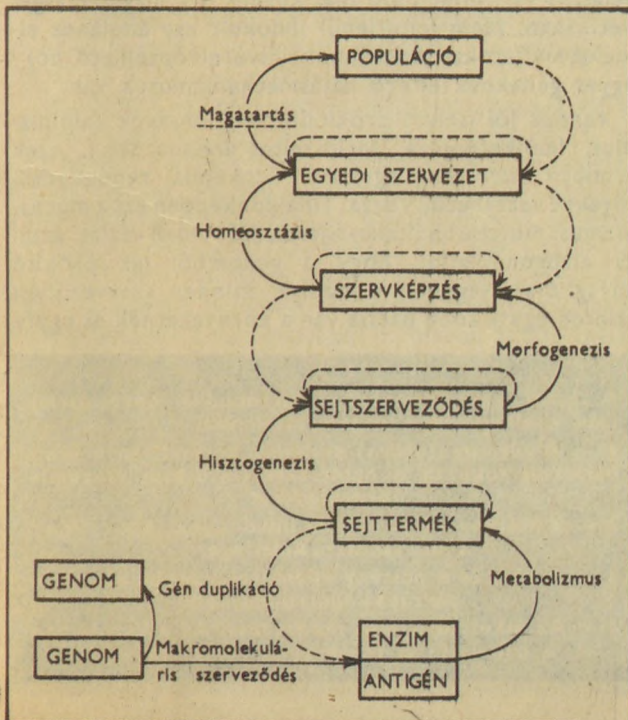 POPULÁCIÓ
Magatartás
EGYEDI SZERVEZET
Homeosztázis
SZERVKÉPZÉS
Morfogenezis
SEJTSZERVEŽŐDÉS
Hisztogenezis
SEJTTERMÉK
Metabolizmus
GENOM
Gén duplikáció
GENOM
Makromolekulá-
ris szerveződés
ENZIM
ANTIGÉN